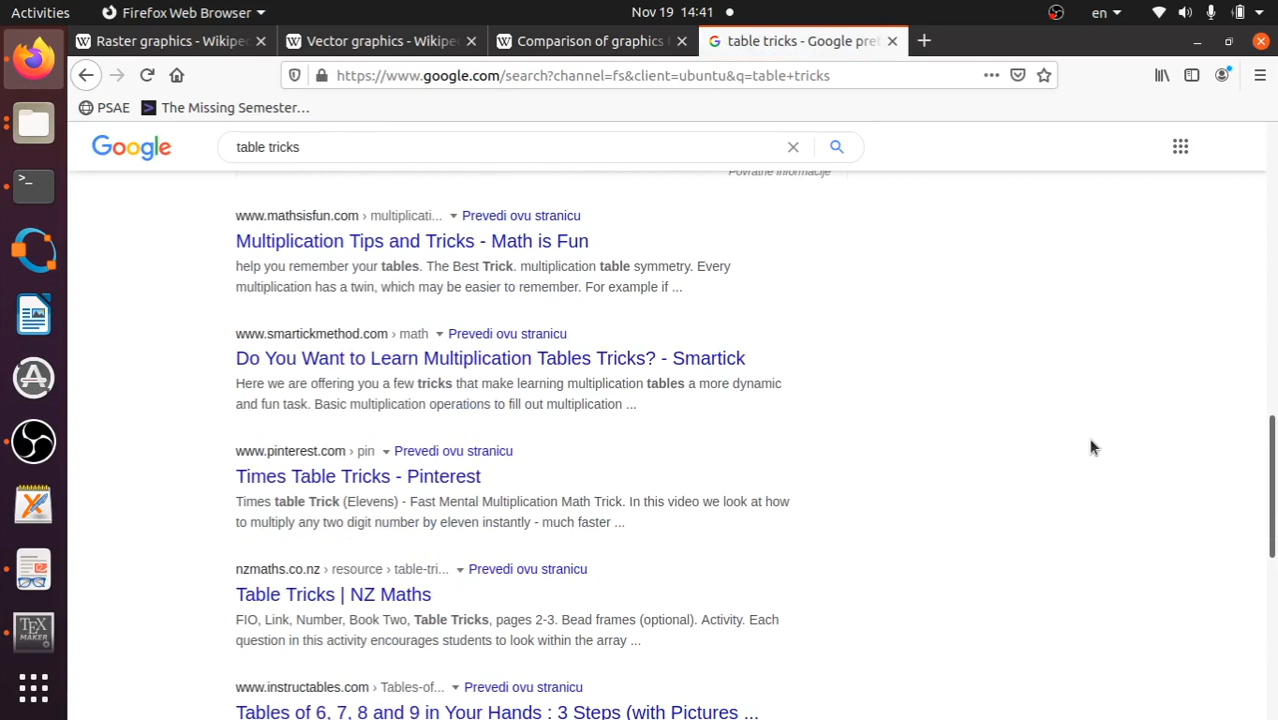 Activities Firefox Web Browser Nov 19 14:41 en
Raster graphics - Wikipe Vector graphics - Wikipe Comparison of graphics f table tricks - Google pret
https://www.google.com/search?channel=fs&client=ubuntu&q=table+tricks
PSAE The Missing Semester…
Google table tricks
Povratne informacije
www.mathsisfun.com › multiplicati... Prevedi ovu stranicu
Multiplication Tips and Tricks - Math is Fun
help you remember your tables. The Best Trick. multiplication table symmetry. Every
multiplication has a twin, which may be easier to remember. For example if ...
www.smartickmethod.com › math Prevedi ovu stranicu
Do You Want to Learn Multiplication Tables Tricks? - Smartick
Here we are offering you a few tricks that make learning multiplication tables a more dynamic
and fun task. Basic multiplication operations to fill out multiplication ...
www.pinterest.com › pin Prevedi ovu stranicu
Times Table Tricks - Pinterest
Times table Trick (Elevens) - Fast Mental Multiplication Math Trick. In this video we look at how
to multiply any two digit number by eleven instantly - much faster ...
nzmaths.co.nz › resource › table-tri... Prevedi ovu stranicu
Table Tricks | NZ Maths
FIO, Link, Number, Book Two, Table Tricks, pages 2-3. Bead frames (optional). Activity. Each
question in this activity encourages students to look within the array ...
www.instructables.com › Tables-of... Prevedi ovu stranicu
Tables of 6, 7, 8 and 9 in Your Hands : 3 Steps (with Pictures ...
TEX
MAKER